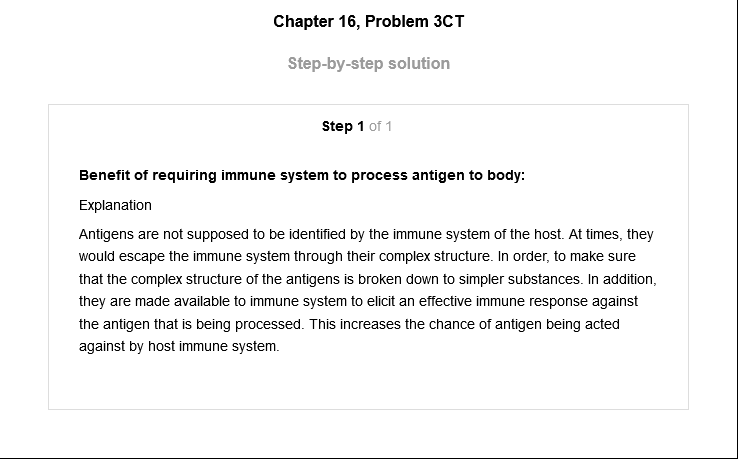 Chapter 16, Problem 3CT
Step-by-step solution
Step 1 of 1
Benefit of requiring immune system to process antigen to body:
Explanation
Antigens are not supposed to be identified by the immune system of the host. At times, they
would escape the immune system through their complex structure. In order, to make sure
that the complex structure of the antigens is broken down to simpler substances. In addition,
they are made available to immune system to elicit an effective immune response against
the antigen that is being processed. This increases the chance of antigen being acted
against by host immune system.